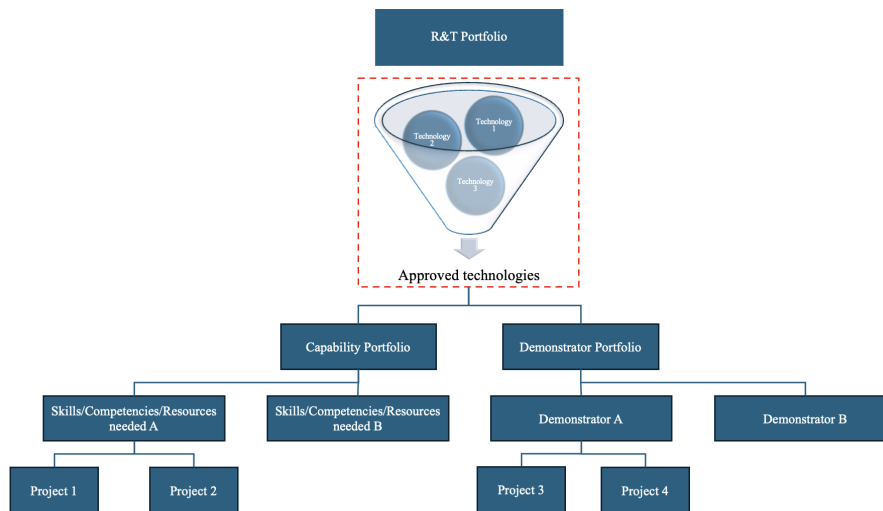 R&T Portfolio
Technology
1
Technology
2
Technology
3
Approved technologies
Capability Portfolio
Demonstrator Portfolio
Skills/Competencies/Resources
needed A
Skills/Competencies/Resources
needed B
Demonstrator A
Demonstrator B
Project 1
Project 2
Project 3
Project 4